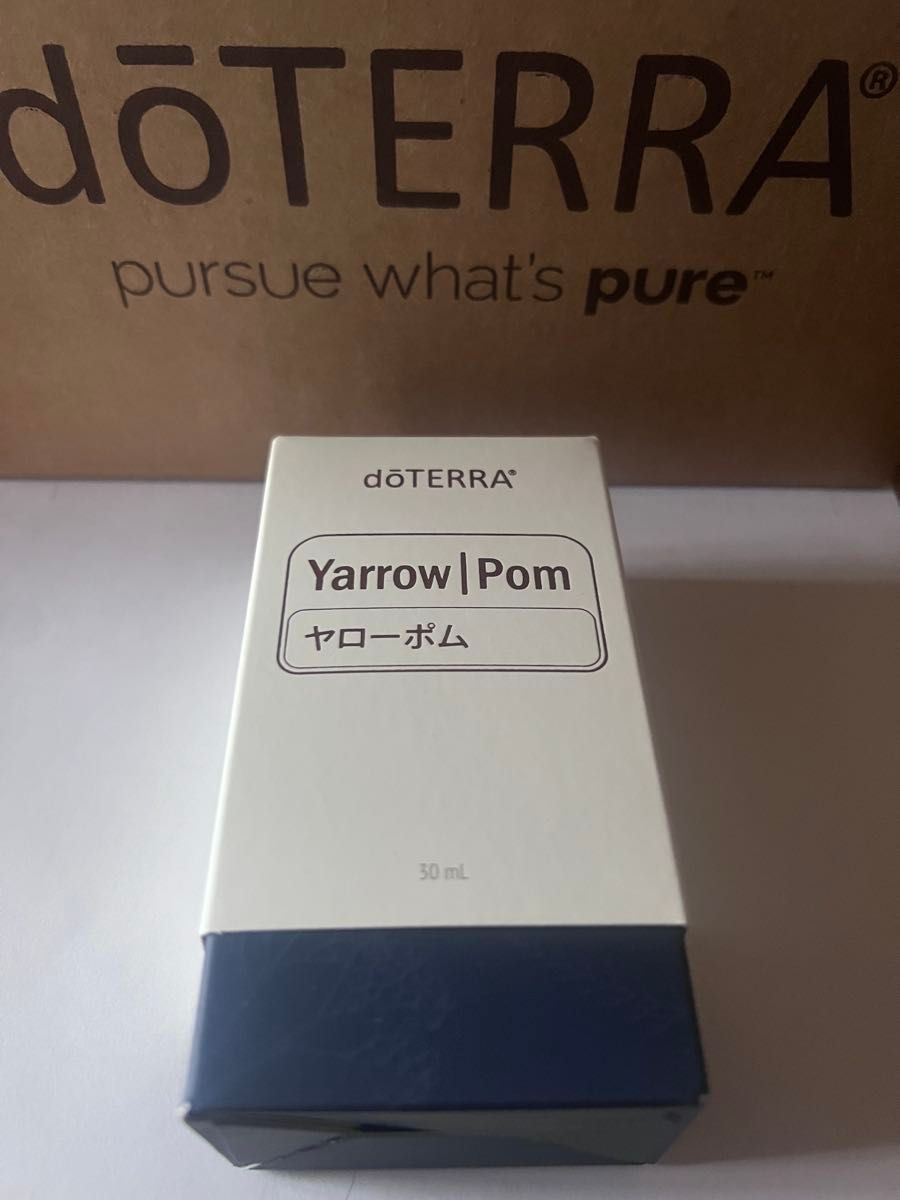 dōTERRA®
pursue what's pure™
dōTERRA®
Yarrow|Pom
ヤローポム
30 mL